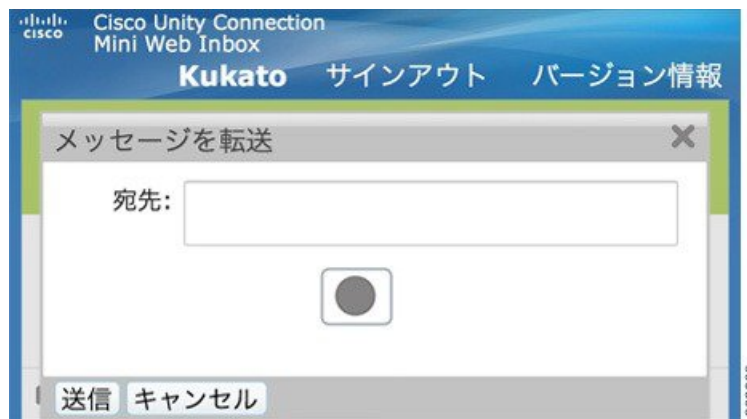 CISCO
Cisco Unity Connection
Mini Web Inbox
Kukato サインアウト バージョン情報
メッセージを転送
宛先:
送信 キャンセル